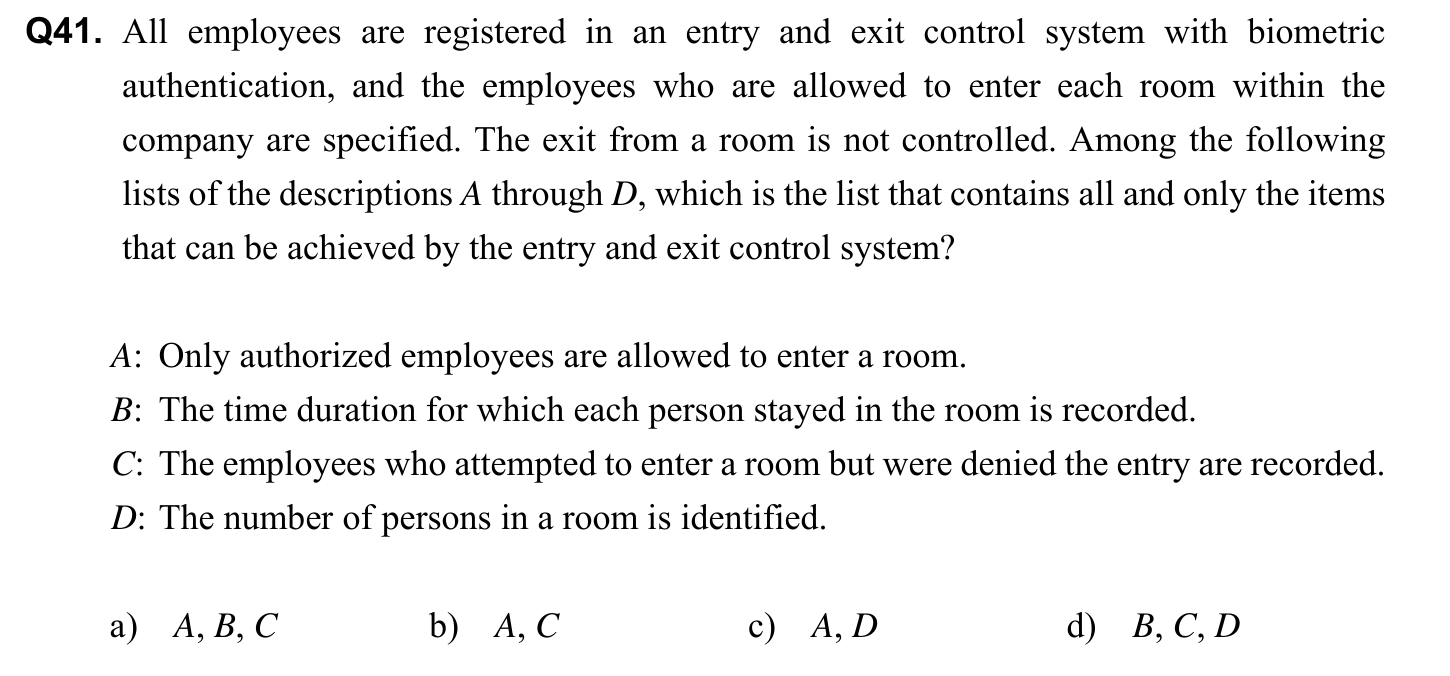 Q41. All employees are registered in an entry and exit control system with biometric
authentication, and the employees who are allowed to enter each room within the
company are specified. The exit from a room is not controlled. Among the following
lists of the descriptions A through D, which is the list that contains all and only the items
that can be achieved by the entry and exit control system?
A: Only authorized employees are allowed to enter a room.
B: The time duration for which each person stayed in the room is recorded.
C: The employees who attempted to enter a room but were denied the entry are recorded.
D: The number of persons in a room is identified.
a) A, B, C b) A, C c) A, D d) B, C, D